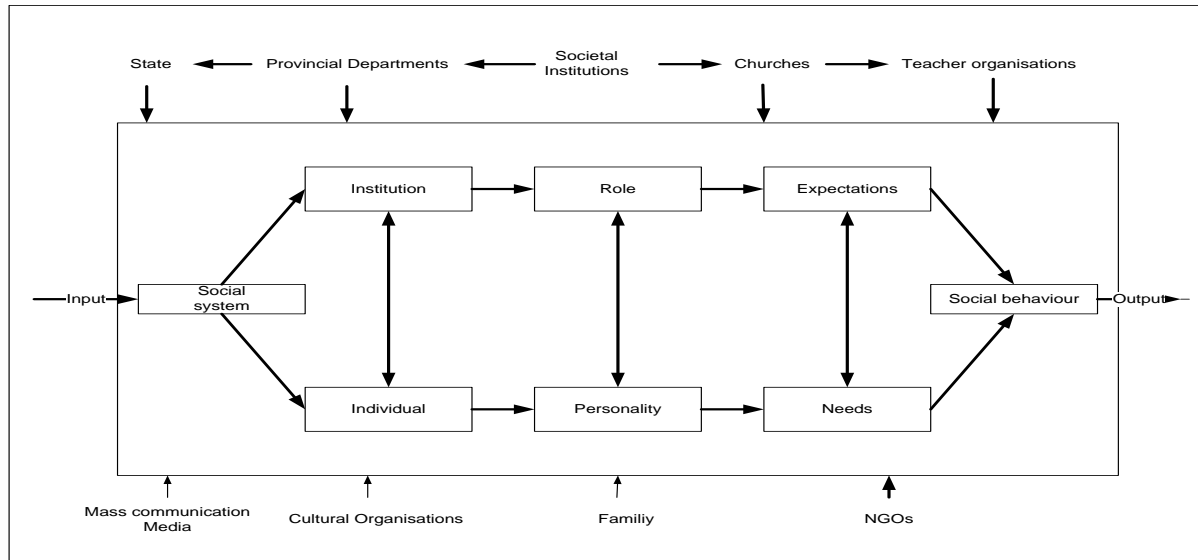 State
Provincial Departments
Societal
Institutions
Churches
Teacher organisations
Institution
Role
Expectations
Input
Social
system
Social behaviour
Output
Individual
Personality
Needs
Mass communication
Media
Cultural Organisations
Familiy
NGOs